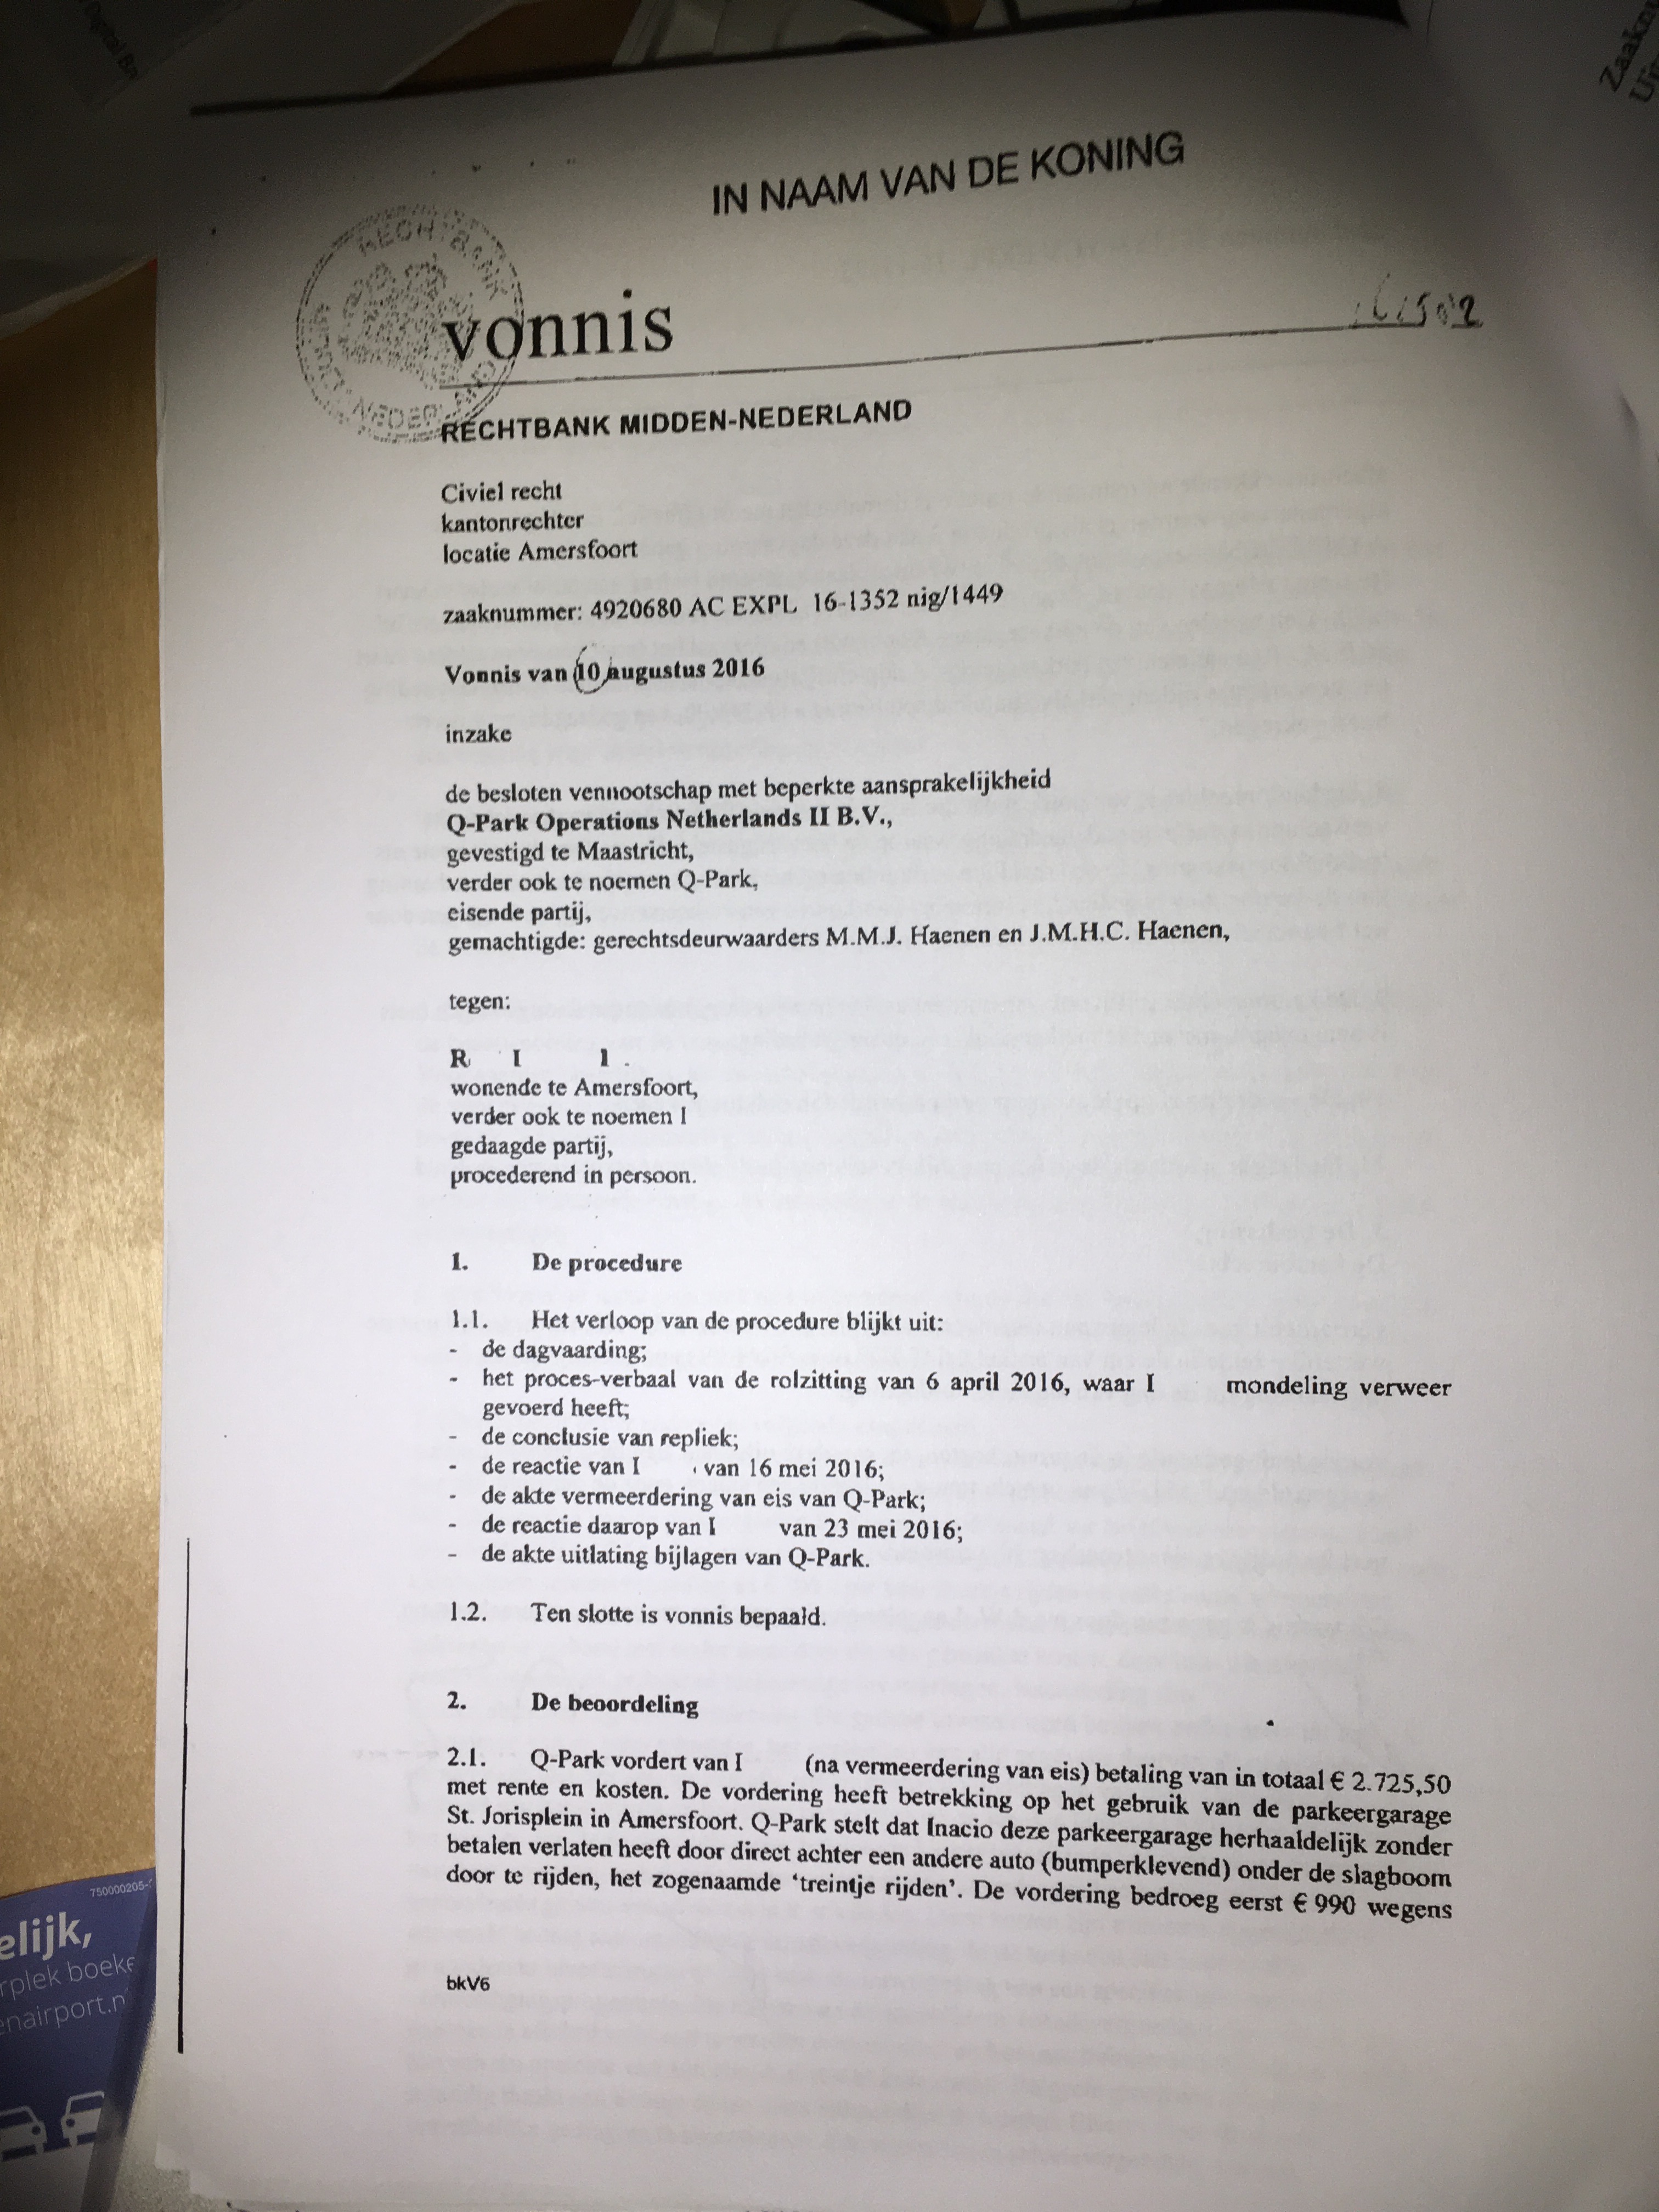 IN NAAM VAN DE KONING
RECHTBANK
vonnis
RECHTBANK MIDDEN-NEDERLAND
Civiel recht
kantonrechter
locatie Amersfoort
zaaknummer: 4920680 AC EXPL 16-1352 nig/1449
Vonnis van 10 augustus 2016
inzake
de besloten vennootschap met beperkte aansprakelijkheid
Q-Park Operations Netherlands II B.V.,
gevestigd te Maastricht,
verder ook te noemen Q-Park,
eisende partij,
gemachtigde: gerechtsdeurwaarders M.M.J. Haenen en J.M.H.C. Haenen,
tegen:
R I l .
wonende te Amersfoort,
verder ook te noemen I
gedaagde partij,
procederend in persoon.
1. De procedure
1.1. Het verloop van de procedure blijkt uit:
- de dagvaarding;
- het proces-verbaal van de rolzitting van 6 april 2016, waar I mondeling verweer
gevoerd heeft;
- de conclusie van repliek;
- de reactie van I van 16 mei 2016;
- de akte vermeerdering van eis van Q-Park;
- de reactie daarop van I van 23 mei 2016;
- de akte uitlating bijlagen van Q-Park.
1.2. Ten slotte is vonnis bepaald.
2. De beoordeling
2.1. Q-Park vordert van I (na vermeerdering van eis) betaling van in totaal € 2.725,50
met rente en kosten. De vordering heeft betrekking op het gebruik van de parkeergarage
St. Jorisplein in Amersfoort. Q-Park stelt dat Inacio deze parkeergarage herhaaldelijk zonder
betalen verlaten heeft door direct achter een andere auto (bumperklevend) onder de slagboom
door te rijden, het zogenaamde ‘treintje rijden’. De vordering bedroeg eerst € 990 wegens
bkV6
750000205-
elijk,
rplek boeke
enairport.n